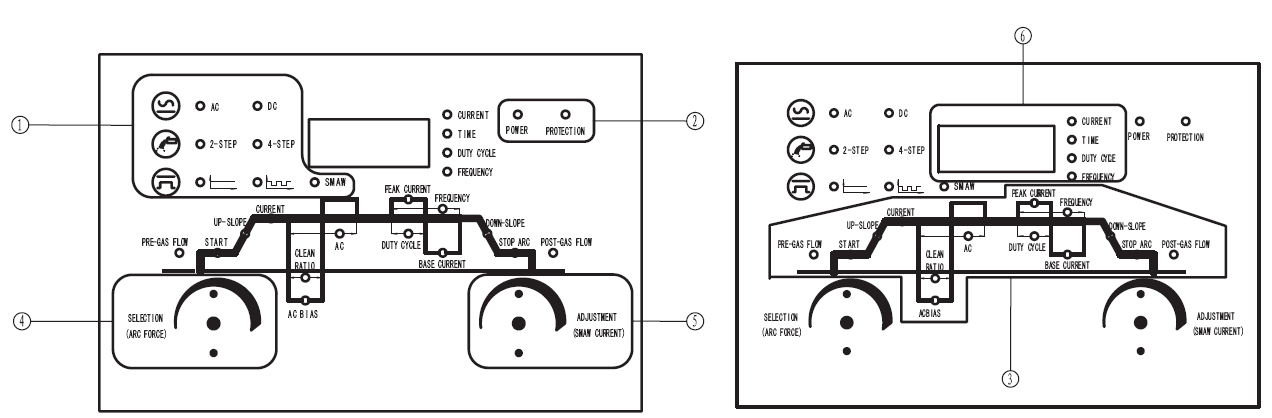 ①
AC
DC
2-STEP
4-STEP
SMAW
CURRENT
TIME
DUTY CYCLE
FREQUENCY
POWER
PROTECTION
②
PEAK CURRENT
FREQUENCY
CURRENT
UP-SLOPE
DOWN-SLOPE
PRE-GAS FLOW
START
AC
DUTY CYCLE
STOP ARC
POST-GAS FLOW
CLEAN
RATIO
BASE CURRENT
AC BIAS
④
SELECTION
(ARC FORCE)
ADJUSTMENT
(SMAW CURRENT)
⑤
⑥
AC
DC
2-STEP
4-STEP
SMAW
CURRENT
TIME
DUTY CYCLE
FREQUENCY
POWER
PROTECTION
PEAK CURRENT
FREQUENCY
CURRENT
UP-SLOPE
DOWN-SLOPE
PRE-GAS FLOW
START
AC
DUTY CYCLE
STOP ARC
POST-GAS FLOW
CLEAN
RATIO
BASE CURRENT
ACBIAS
SELECTION
(ARC FORCE)
ADJUSTMENT
(SMAW CURRENT)
③